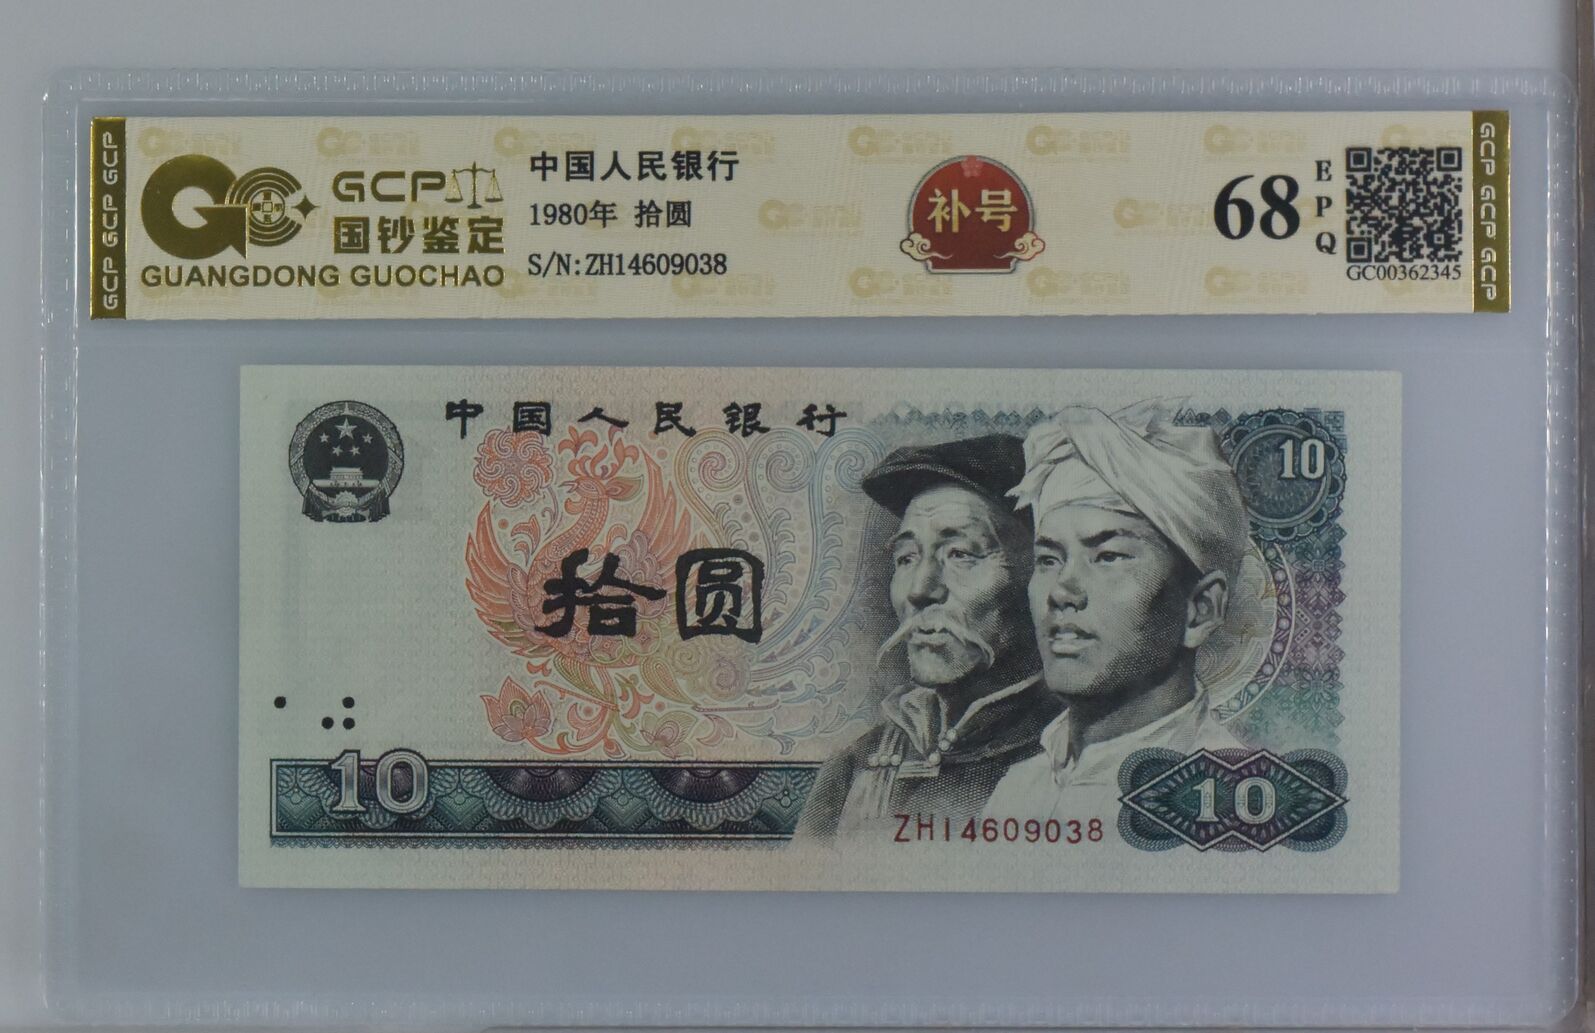 GCP GCP GCP
GCP
国钞鉴定
GUANGDONG GUOCHAO
中国人民银行
1980年 拾圆
S/N:ZH14609038
补号
68
EPQ
GC00362345
GCP GCP GCP
中国人民银行
10
拾圆
10
ZH14609038
10